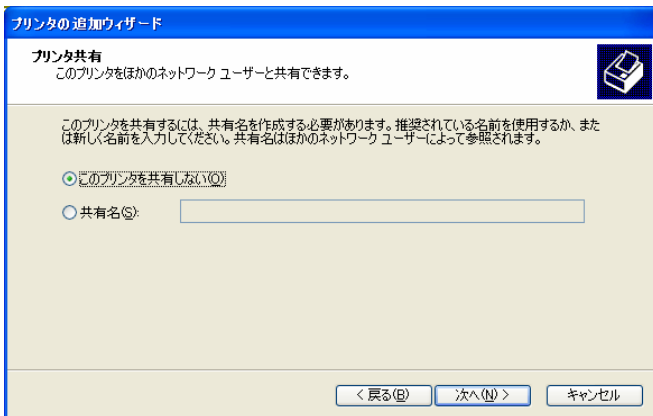 プリンタの追加ウィザード
プリンタ共有
このプリンタをほかのネットワーク ユーザーと共有できます。
このプリンタを共有するには、共有名を作成する必要があります。推奨されている名前を使用するか、また
は新しく名前を入力してください。共有名はほかのネットワーク ユーザーによって参照されます。
このプリンタを共有しない(O)
共有名(S):
< 戻る(B) 次へ(N) > キャンセル